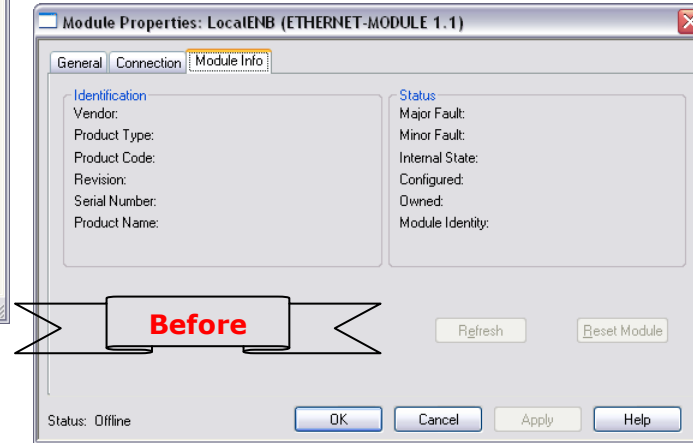 Module Properties: LocalENB (ETHERNET-MODULE 1.1)
General Connection Module Info
Identification
Vendor:
Product Type:
Product Code:
Revision:
Serial Number:
Product Name:
Status
Major Fault:
Minor Fault:
Internal State:
Configured:
Owned:
Module Identity:
Before
Refresh Reset Module
Status: Offline OK Cancel Apply Help